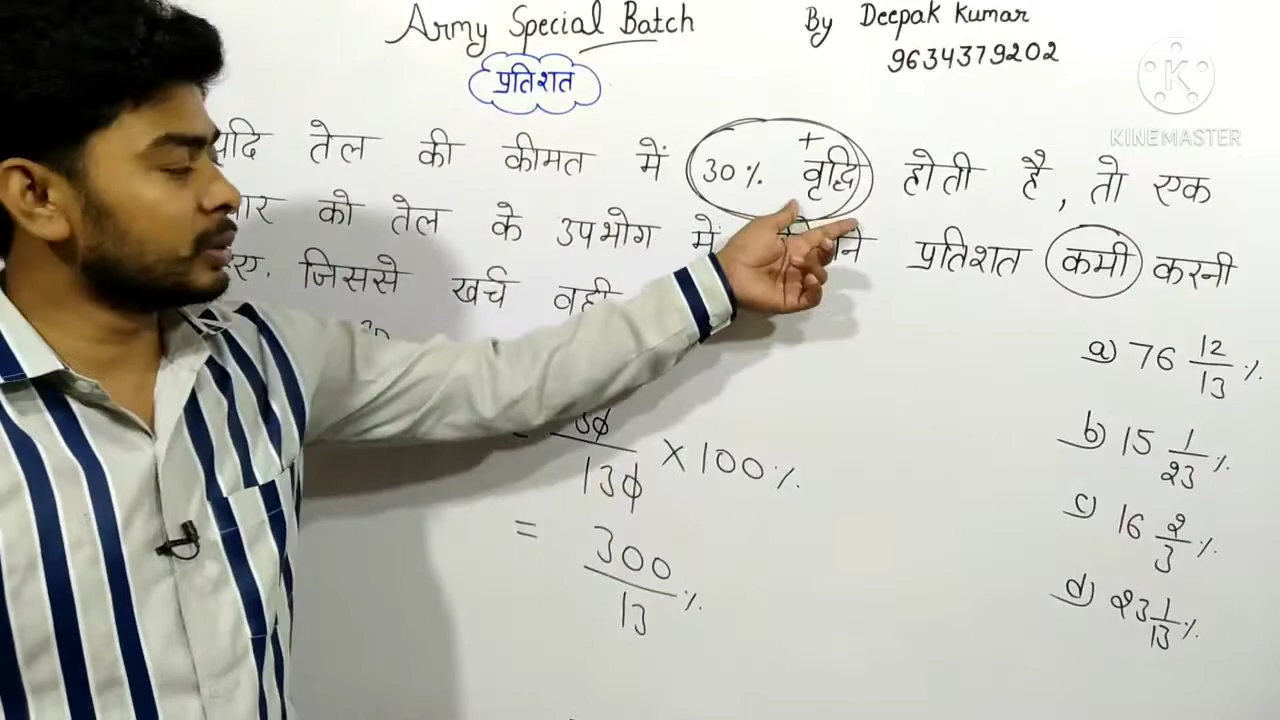 Army Special Batch
By Deepak Kumar
9634379202
प्रतिशत
KINEMASTER
यदि तेल की कीमत में 30% + वृद्धि होती है, तो एक
को तेल के उपभोग में प्रतिशत कमी करनी
जिससे खर्च वही
a) 76 12/13 %
b) 15 1/23 %
c) 16 2/3 %
d) 23 1/13 %
= 30/130 × 100%
= 300/13 %